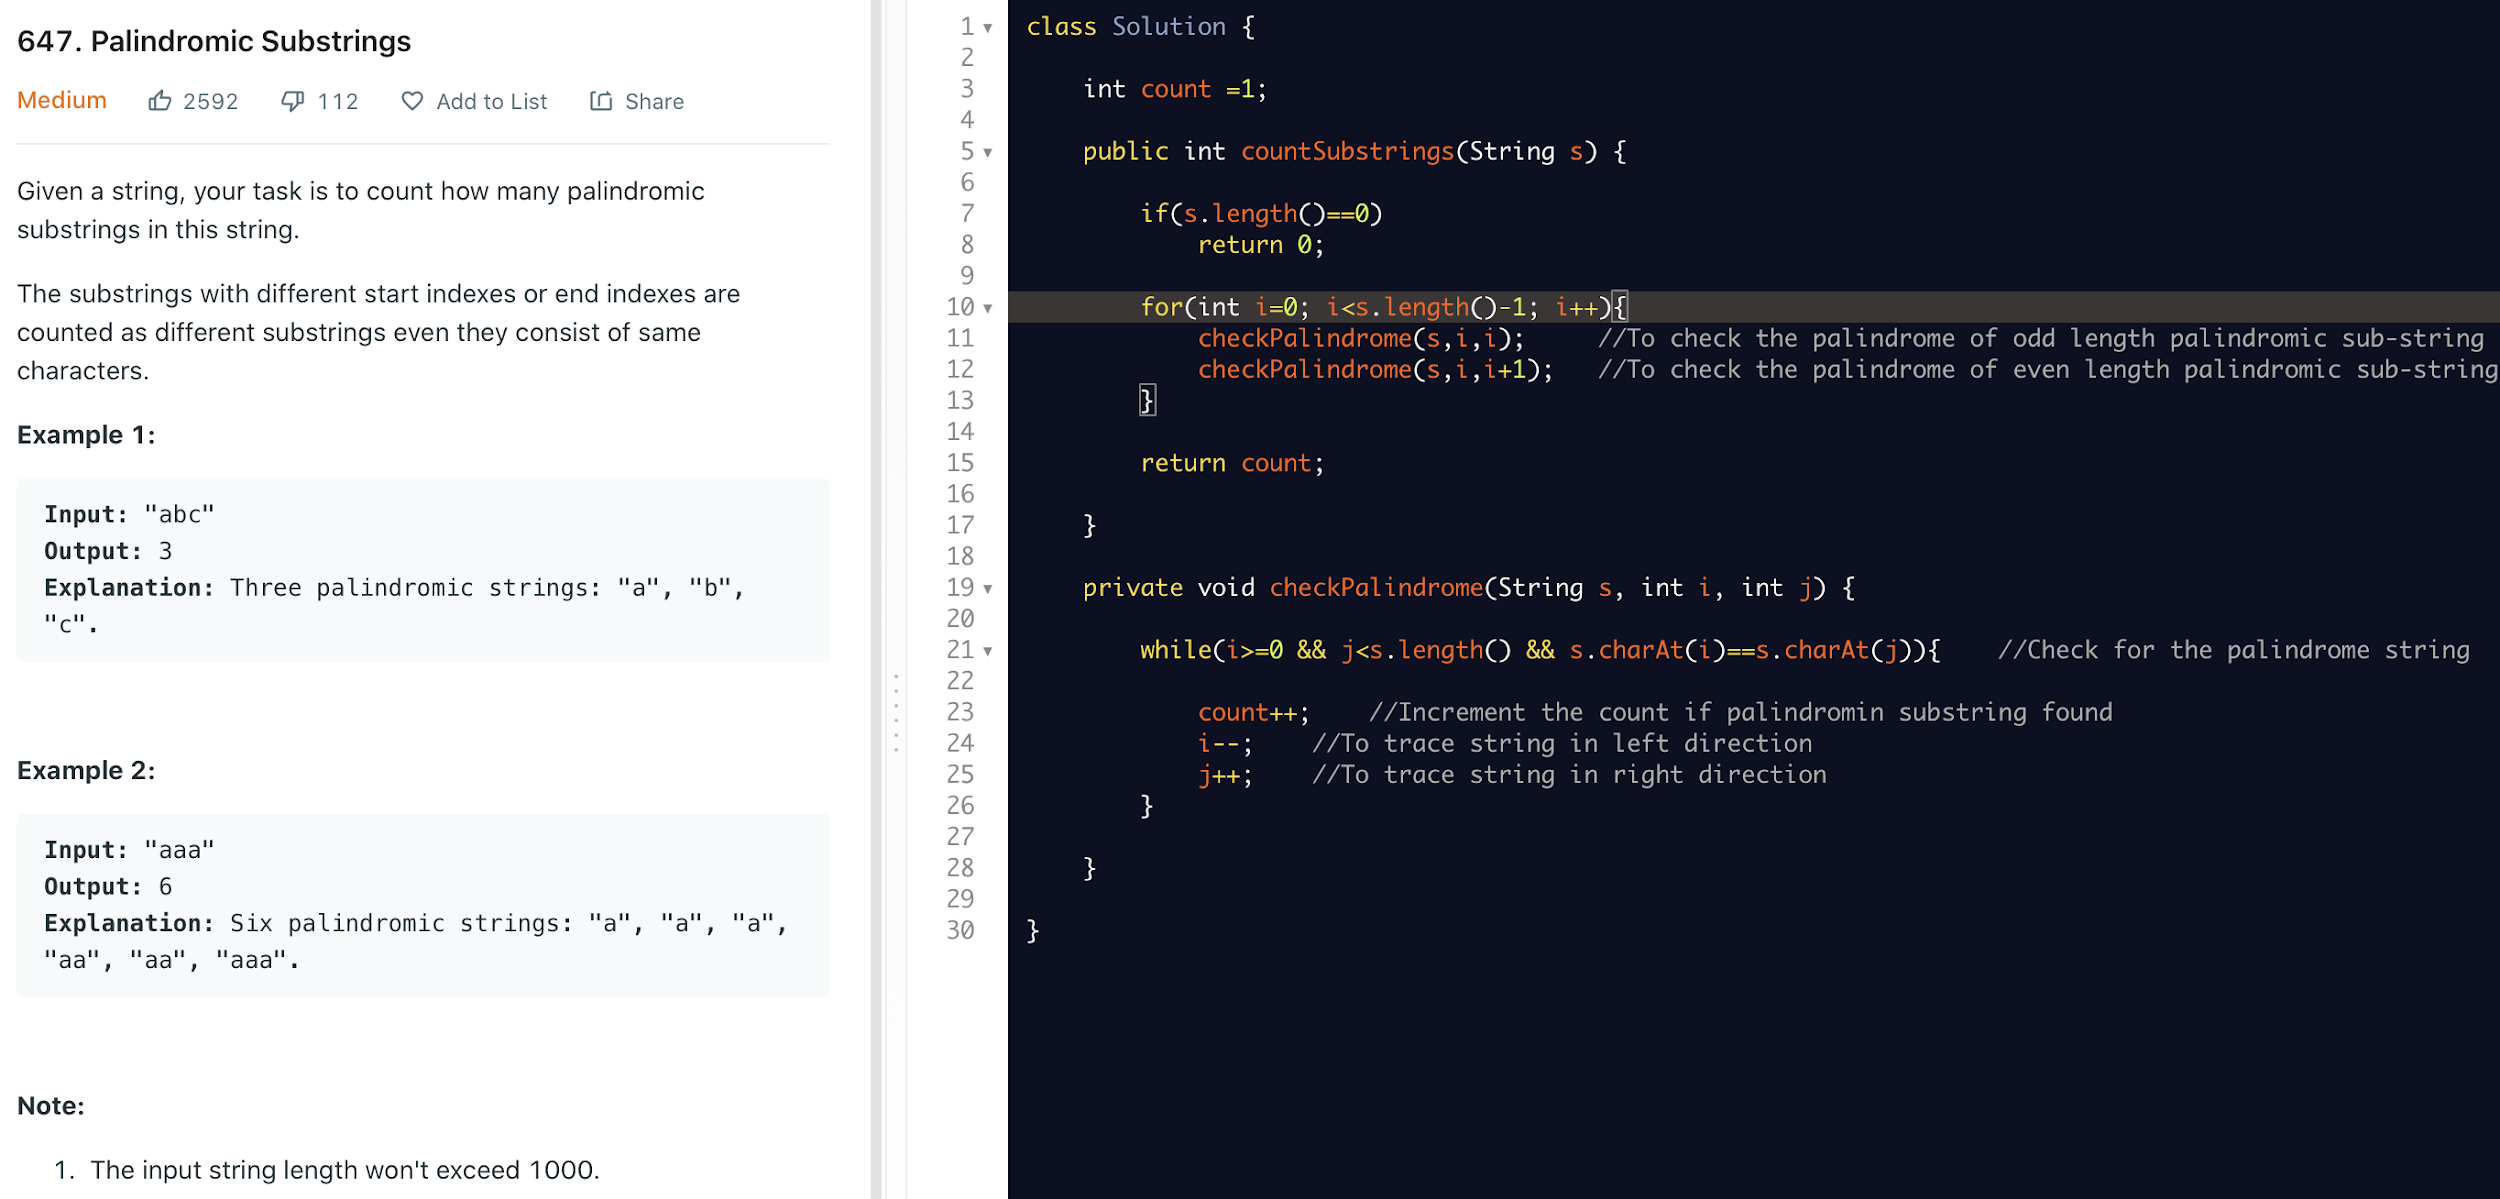 647. Palindromic Substrings
Medium 2592 112 Add to List Share
Given a string, your task is to count how many palindromic
substrings in this string.
The substrings with different start indexes or end indexes are
counted as different substrings even they consist of same
characters.
Example 1:
Input: "abc"
Output: 3
Explanation: Three palindromic strings: "a", "b",
"c".
Example 2:
Input: "aaa"
Output: 6
Explanation: Six palindromic strings: "a", "a", "a",
"aa", "aa", "aaa".
Note:
1. The input string length won't exceed 1000.
1 class Solution {
2
3     int count =1;
4
5     public int countSubstrings(String s) {
6
7         if(s.length()==0)
8             return 0;
9
10         for(int i=0; i<s.length()-1; i++){
11             checkPalindrome(s,i,i);     //To check the palindrome of odd length palindromic sub-string
12             checkPalindrome(s,i,i+1);   //To check the palindrome of even length palindromic sub-string
13         }
14
15         return count;
16
17     }
18
19     private void checkPalindrome(String s, int i, int j) {
20
21         while(i>=0 && j<s.length() && s.charAt(i)==s.charAt(j)){    //Check for the palindrome string
22
23             count++;    //Increment the count if palindromin substring found
24             i--;    //To trace string in left direction
25             j++;    //To trace string in right direction
26         }
27
28     }
29
30 }